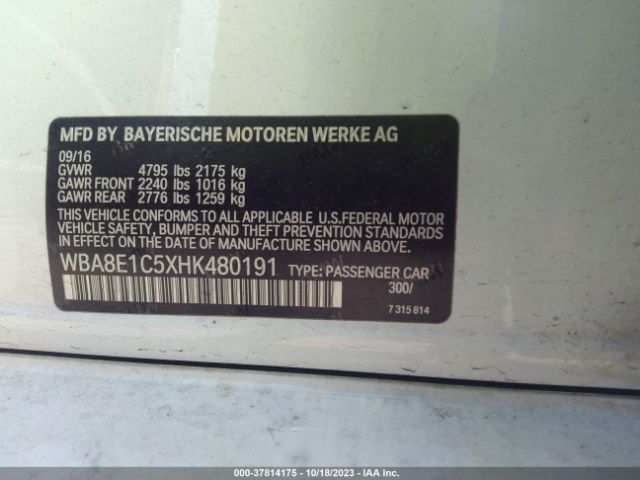 MFD BY BAYERISCHE MOTOREN WERKE AG
09/16
GVWR 4795 lbs 2175 kg
GAWR FRONT 2240 lbs 1016 kg
GAWR REAR 2776 lbs 1259 kg
THIS VEHICLE CONFORMS TO ALL APPLICABLE U.S.FEDERAL MOTOR
VEHICLE SAFETY, BUMPER, AND THEFT PREVENTION STANDARDS
IN EFFECT ON THE DATE OF MANUFACTURE SHOWN ABOVE.
WBA8E1C5XHK480191 TYPE: PASSENGER CAR
300/
7 315 814
000-37814175 - 10/18/2023 - IAA Inc.